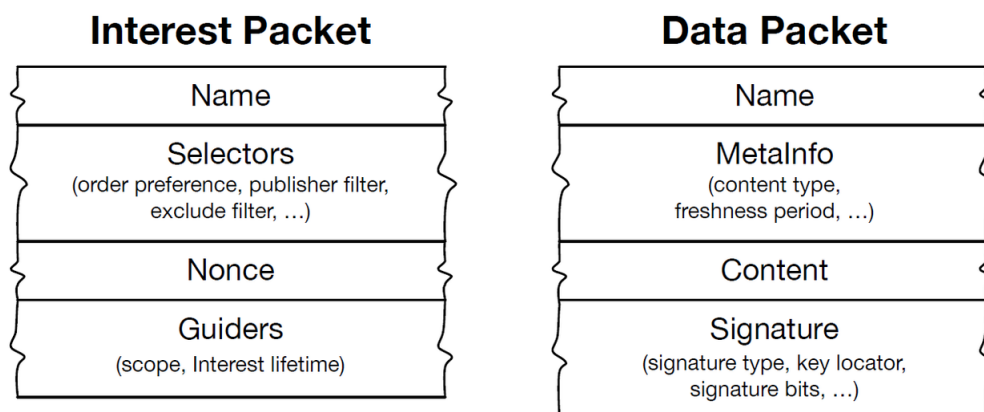 Interest Packet
Name
Selectors
(order preference, publisher filter,
exclude filter, …)
Nonce
Guiders
(scope, Interest lifetime)
Data Packet
Name
MetaInfo
(content type,
freshness period, …)
Content
Signature
(signature type, key locator,
signature bits, …)